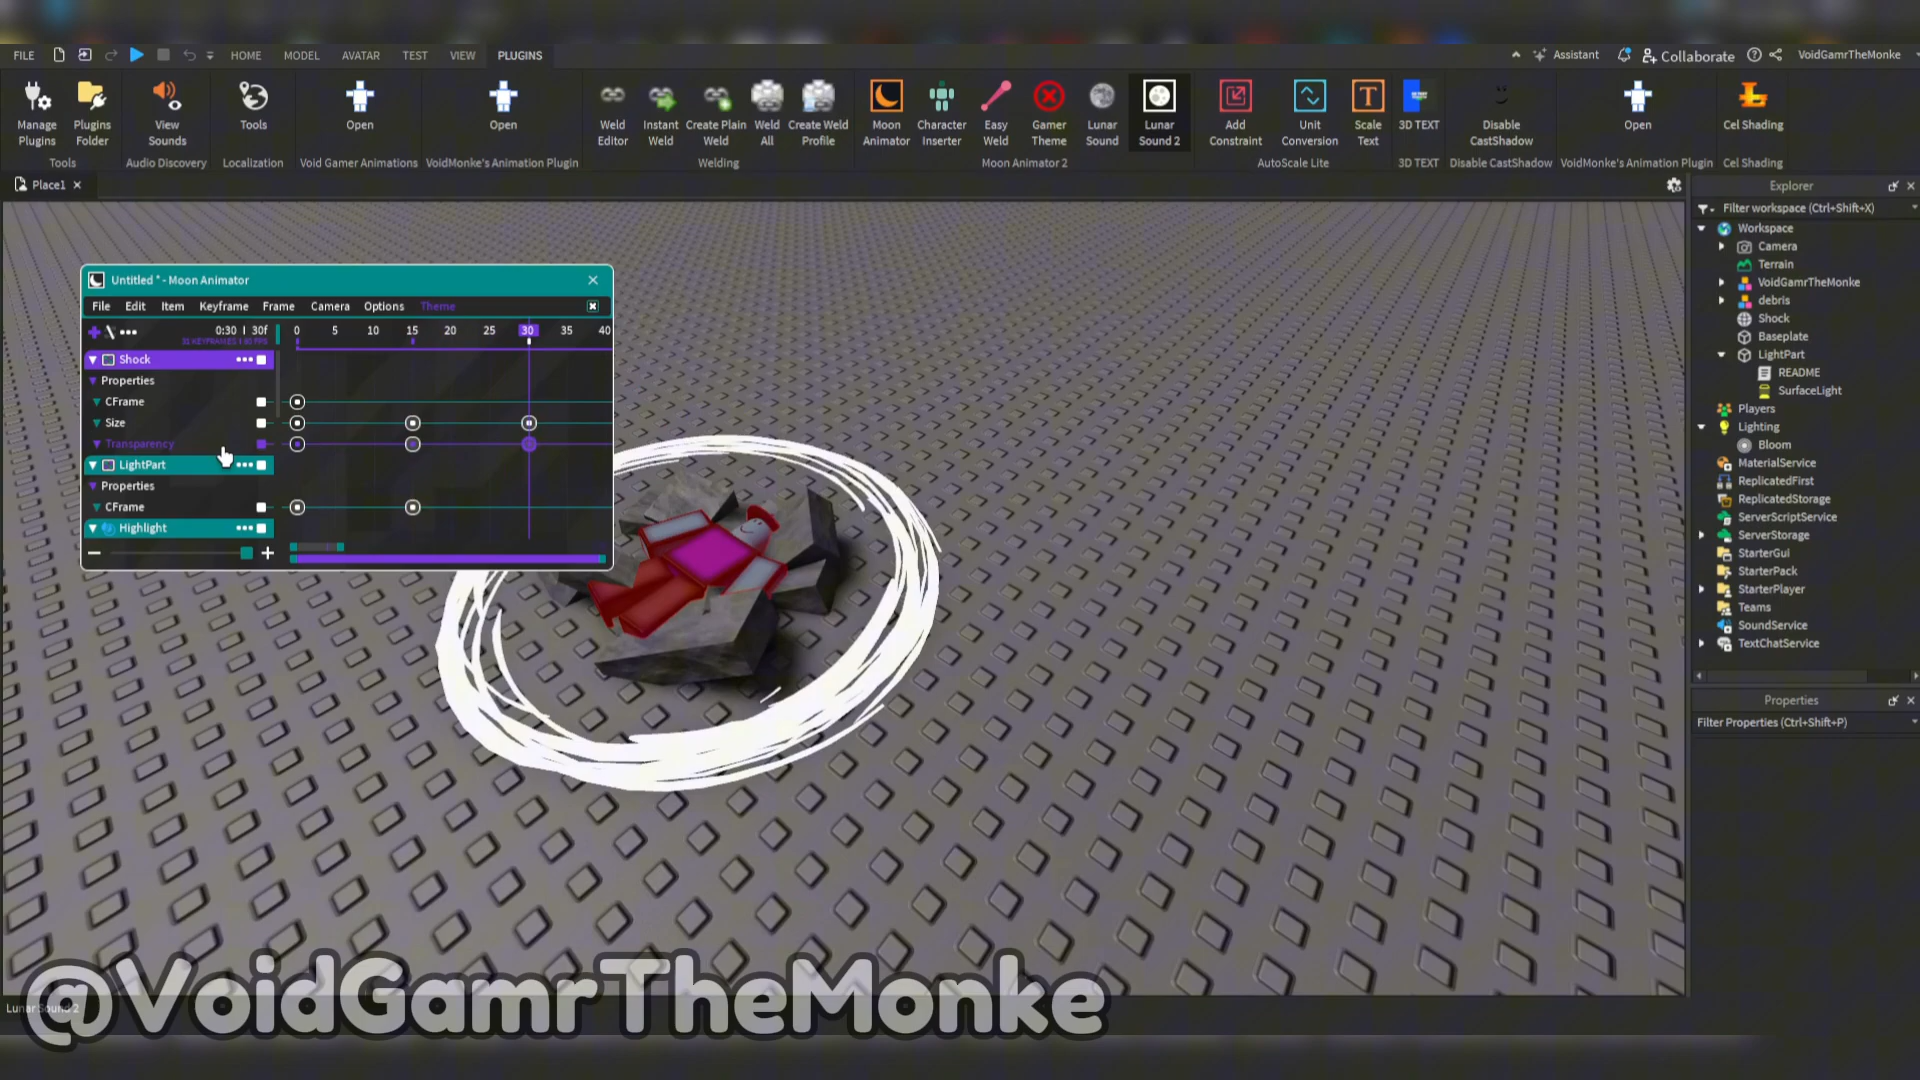 FILE HOME MODEL AVATAR TEST VIEW PLUGINS Assistant Collaborate VoidGamrTheMonke
Manage Plugins
Plugins Folder
View Sounds
Tools
Open
Open
Weld Editor
Instant Weld
Create Plain Weld
Weld All
Create Weld Profile
Moon Animator
Character Inserter
Easy Weld
Gamer Theme
Lunar Sound
Lunar Sound 2
Add Constraint
Unit Conversion
T
Scale Text
3D TEXT
Disable CastShadow
Open
Cel Shading
Tools Audio Discovery Localization Void Gamer Animations VoidMonke's Animation Plugin Welding Moon Animator 2 AutoScale Lite 3D TEXT Disable CastShadow VoidMonke's Animation Plugin Cel Shading
Place1
Untitled * - Moon Animator
File Edit Item Keyframe Frame Camera Options Theme
0:30 | 30f 0 5 10 15 20 25 30 35 40
Shock
Properties
CFrame
Size
Transparency
LightPart
Properties
CFrame
Highlight
Explorer
Filter workspace (Ctrl+Shift+X)
Workspace
Camera
Terrain
VoidGamrTheMonke
debris
Shock
Baseplate
LightPart
README
SurfaceLight
Players
Lighting
Bloom
MaterialService
ReplicatedFirst
ReplicatedStorage
ServerScriptService
ServerStorage
StarterGui
StarterPack
StarterPlayer
Teams
SoundService
TextChatService
Properties
Filter Properties (Ctrl+Shift+P)
Lunar Sound 2
@VoidGamrTheMonke